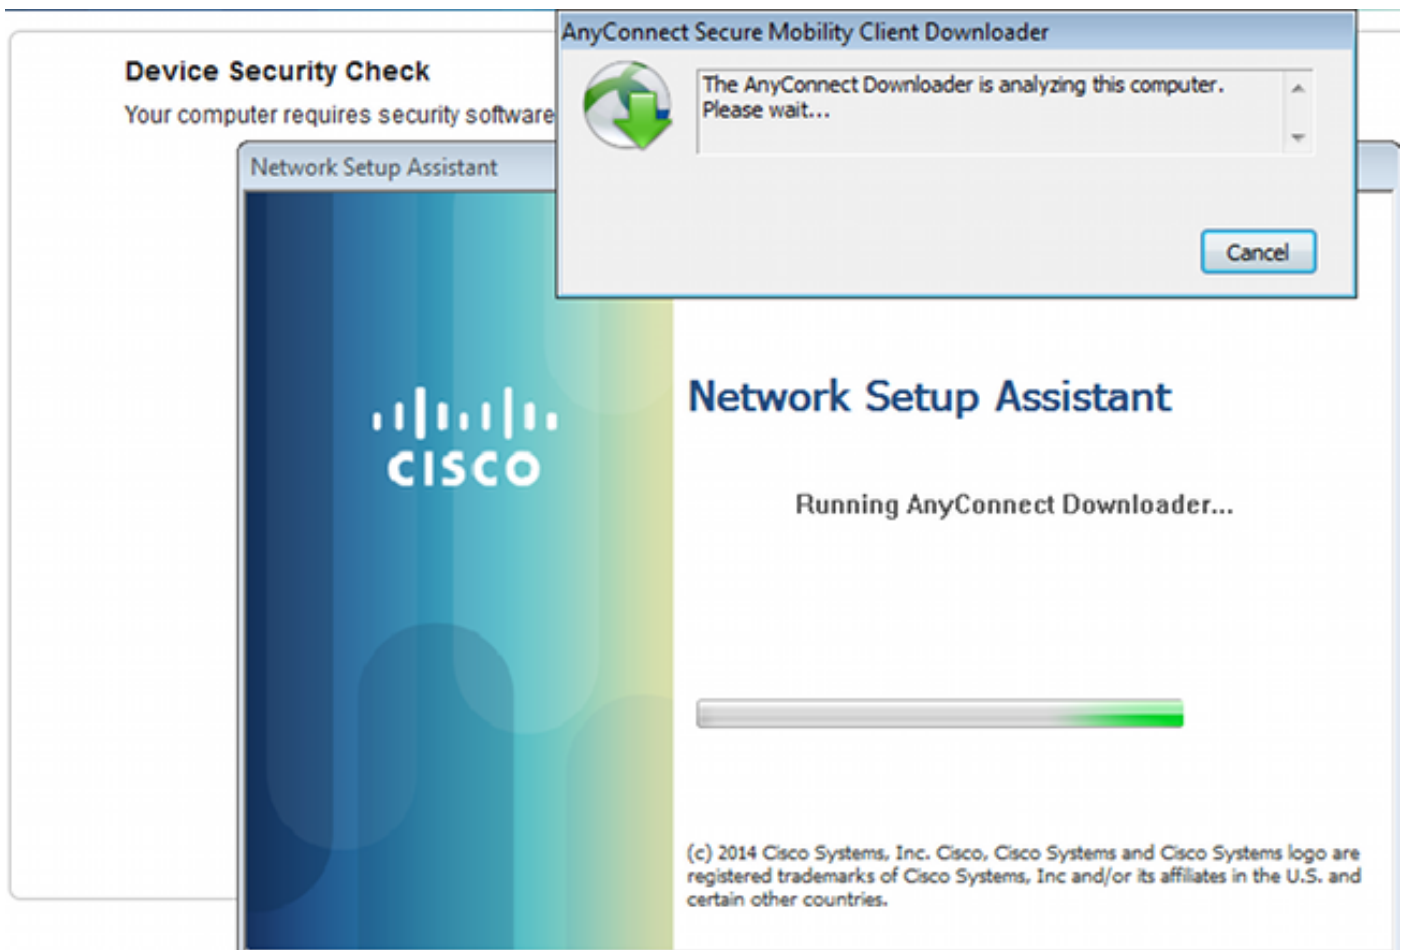 Device Security Check
Your computer requires security software
AnyConnect Secure Mobility Client Downloader
The AnyConnect Downloader is analyzing this computer.
Please wait...
Cancel
Network Setup Assistant
CISCO
Network Setup Assistant
Running AnyConnect Downloader...
(c) 2014 Cisco Systems, Inc. Cisco, Cisco Systems and Cisco Systems logo are
registered trademarks of Cisco Systems, Inc and/or its affiliates in the U.S. and
certain other countries.